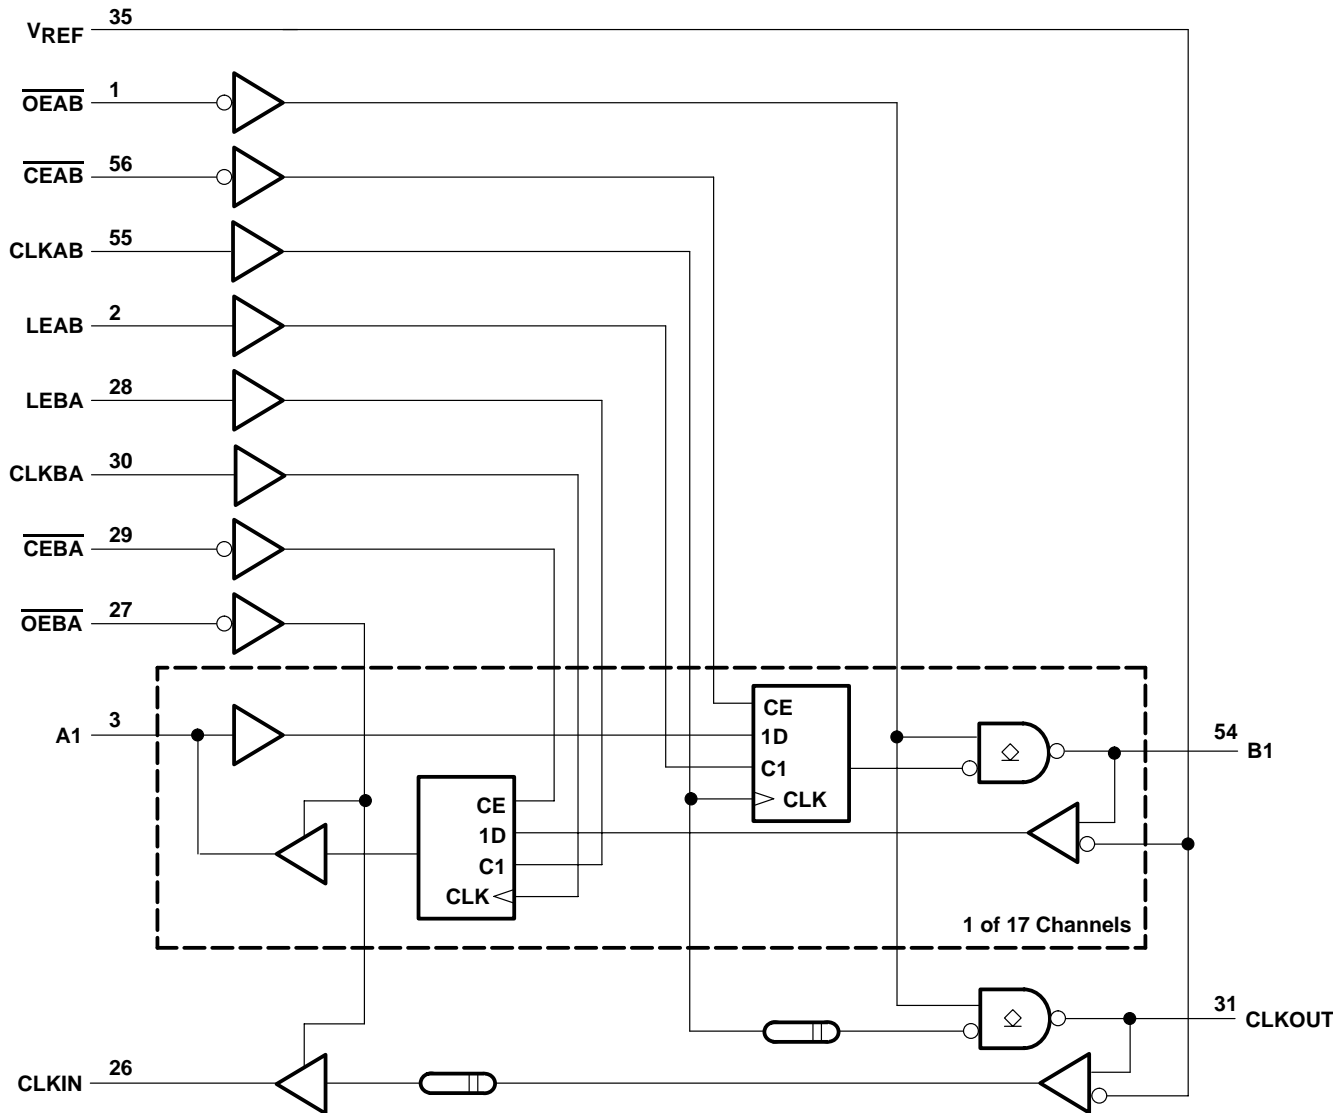 VREF 35
OEAB 1
CEAB 56
CLKAB 55
LEAB 2
LEBA 28
CLKBA 30
CEBA 29
OEBA 27
A1 3
CE
1D
C1
CLK
54 B1
CE
1D
C1
CLK
1 of 17 Channels
31 CLKOUT
CLKIN 26